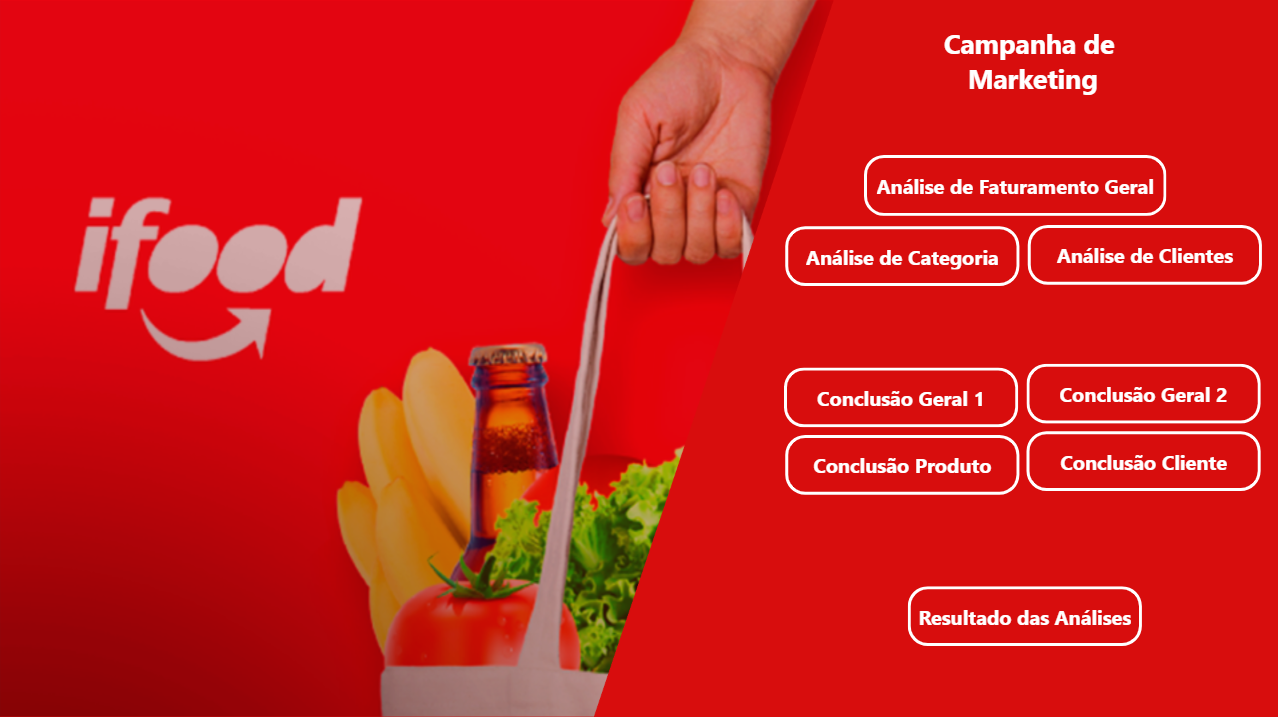 ifood
Campanha de
Marketing
Análise de Faturamento Geral
Análise de Categoria
Análise de Clientes
Conclusão Geral 1
Conclusão Geral 2
Conclusão Produto
Conclusão Cliente
Resultado das Análises